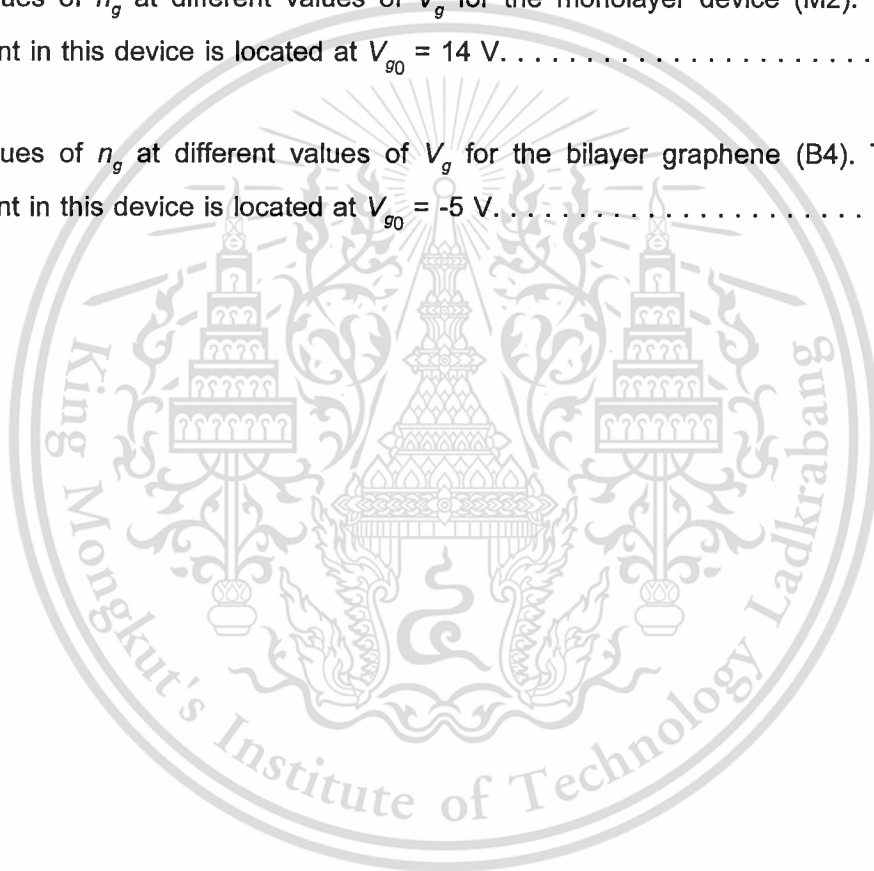 ues of n_g at different values of V_g for the monolayer device (M2).
nt in this device is located at V_g0 = 14 V. . . . . . . . . . . . . . . . . . . . . . .
ues of n_g at different values of V_g for the bilayer graphene (B4).
nt in this device is located at V_g0 = -5 V. . . . . . . . . . . . . . . . . . . . . . .
King Mongkut's Institute of Technology Ladkrabang